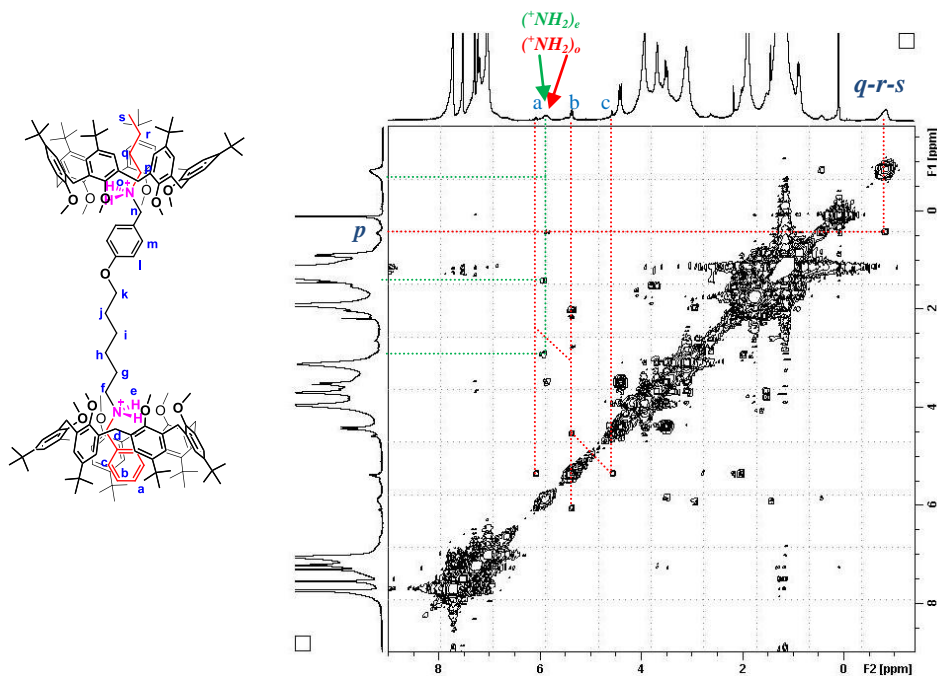 (⁺NH2)e
(⁺NH2)o
a b c
q-r-s
p
s
r
q
p
H o +
N
H
n
m
l
O
k
j
i
h
g
f e
+ H
N H
d
c
b
a
O O O O O O O O
O O O O O O O O
0
2
4
6
8
F1 [ppm]
8 6 4 2 0 F2 [ppm]